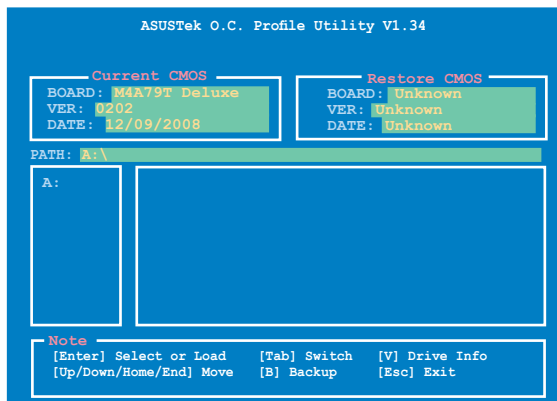 ASUSTek O.C. Profile Utility V1.34
Current CMOS
BOARD: M4A79T Deluxe
VER: 0202
DATE: 12/09/2008
Restore CMOS
BOARD: Unknown
VER: Unknown
DATE: Unknown
PATH: A:\
A:
Note
[Enter] Select or Load [Tab] Switch [V] Drive Info
[Up/Down/Home/End] Move [B] Backup [Esc] Exit